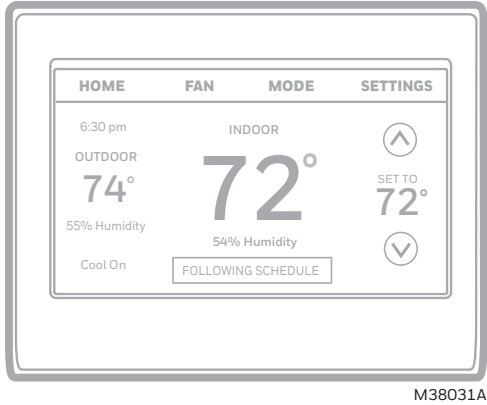 HOME FAN MODE SETTINGS
6:30 pm
OUTDOOR
74°
55% Humidity
Cool On
INDOOR
72°
54% Humidity
FOLLOWING SCHEDULE
SET TO
72°
M38031A